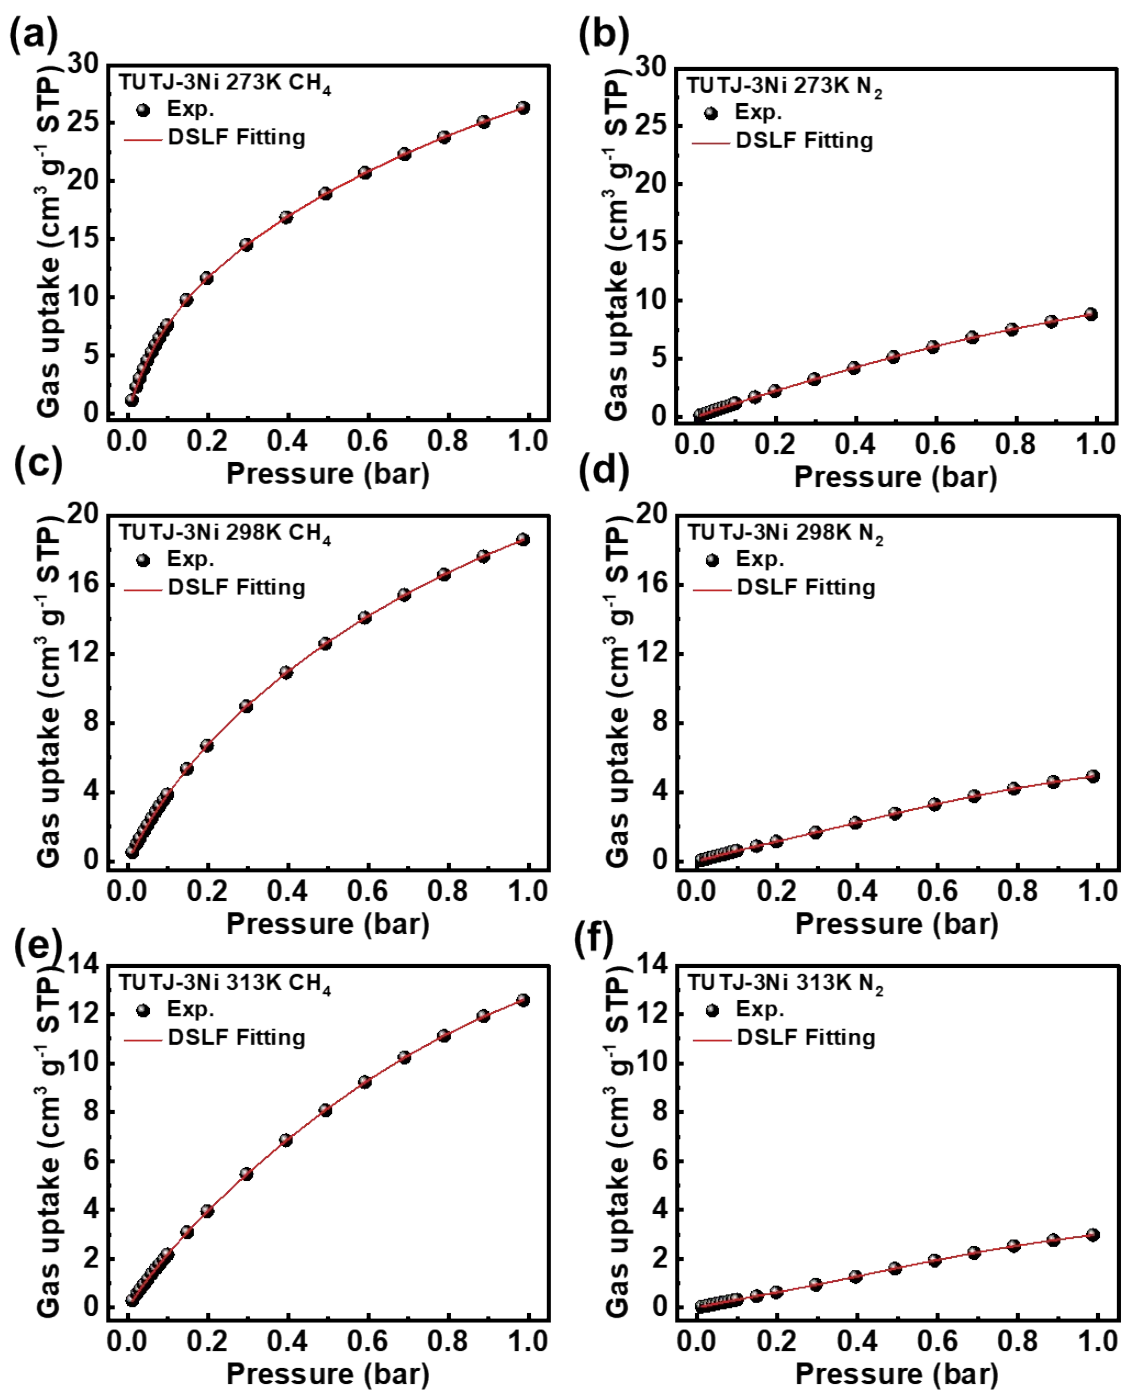 (a)
TUTJ-3Ni 273K CH4
Exp.
DSLF Fitting
Gas uptake (cm3 g-1 STP)
30
25
20
15
10
5
0
0.0 0.2 0.4 0.6 0.8 1.0
Pressure (bar)
(b)
TUTJ-3Ni 273K N2
Exp.
DSLF Fitting
Gas uptake (cm3 g-1 STP)
30
25
20
15
10
5
0
0.0 0.2 0.4 0.6 0.8 1.0
Pressure (bar)
(c)
TUTJ-3Ni 298K CH4
Exp.
DSLF Fitting
Gas uptake (cm3 g-1 STP)
20
16
12
8
4
0
0.0 0.2 0.4 0.6 0.8 1.0
Pressure (bar)
(d)
TUTJ-3Ni 298K N2
Exp.
DSLF Fitting
Gas uptake (cm3 g-1 STP)
20
16
12
8
4
0
0.0 0.2 0.4 0.6 0.8 1.0
Pressure (bar)
(e)
TUTJ-3Ni 313K CH4
Exp.
DSLF Fitting
Gas uptake (cm3 g-1 STP)
14
12
10
8
6
4
2
0
0.0 0.2 0.4 0.6 0.8 1.0
Pressure (bar)
(f)
TUTJ-3Ni 313K N2
Exp.
DSLF Fitting
Gas uptake (cm3 g-1 STP)
14
12
10
8
6
4
2
0
0.0 0.2 0.4 0.6 0.8 1.0
Pressure (bar)